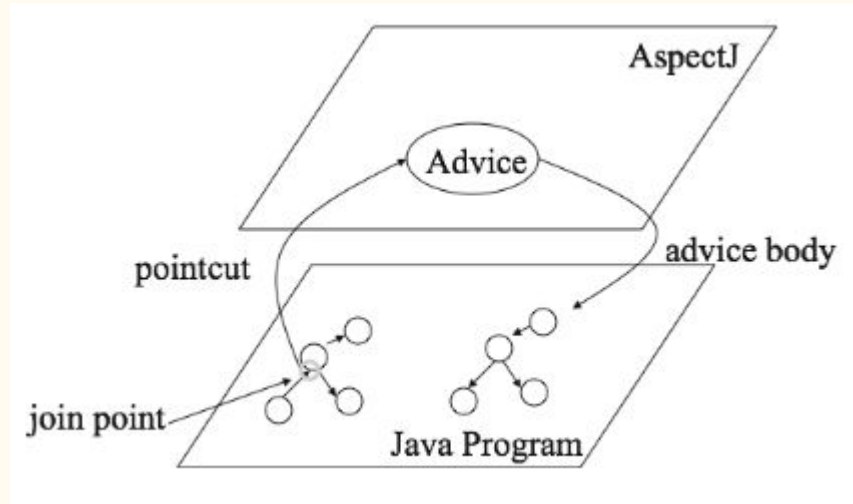 AspectJ
Advice
pointcut
advice body
join point
Java Program